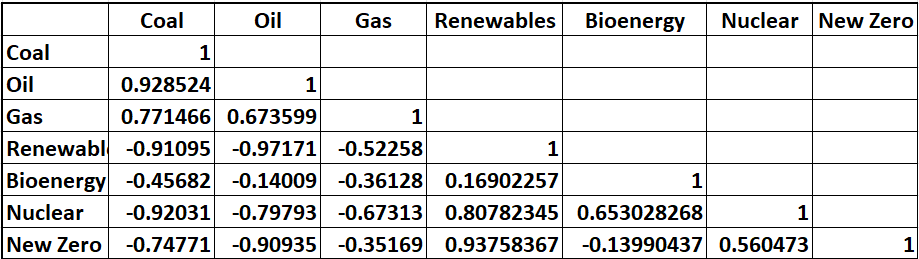 Coal Oil Gas Renewables Bioenergy Nuclear New Zero
Coal 1
Oil 0.928524 1
Gas 0.771466 0.673599 1
Renewabl -0.91095 -0.97171 -0.52258 1
Bioenergy -0.45682 -0.14009 -0.36128 0.16902257 1
Nuclear -0.92031 -0.79793 -0.67313 0.80782345 0.653028268 1
New Zero -0.74771 -0.90935 -0.35169 0.93758367 -0.13990437 0.560473 1